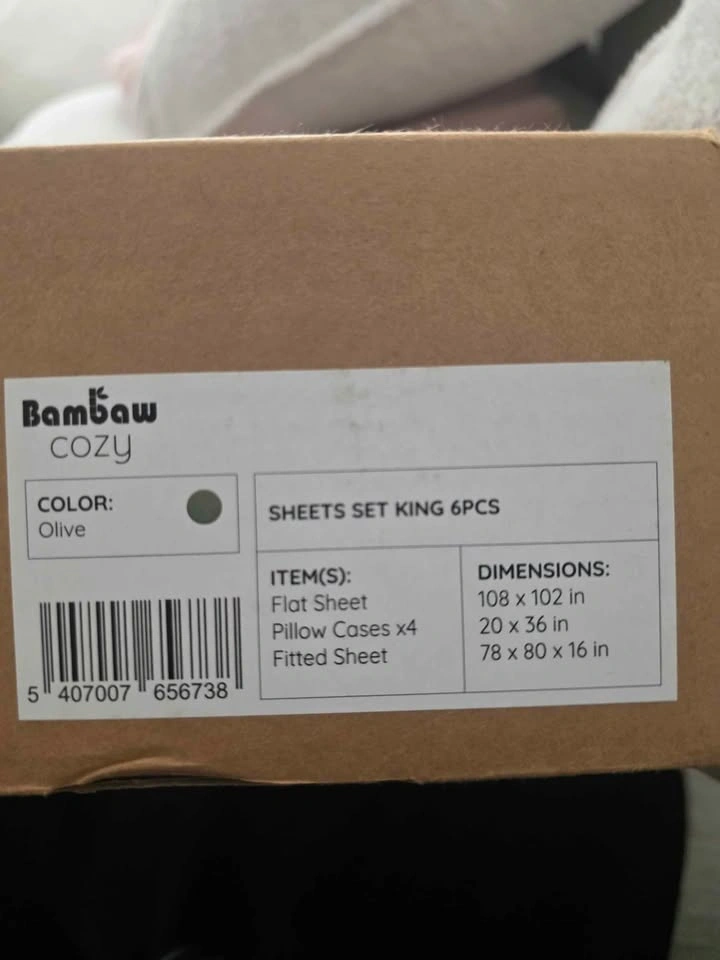 Bambaw
cozy
COLOR:
Olive
SHEETS SET KING 6PCS
ITEM(S):
Flat Sheet
Pillow Cases x4
Fitted Sheet
DIMENSIONS:
108 x 102 in
20 x 36 in
78 x 80 x 16 in
5 407007 656738